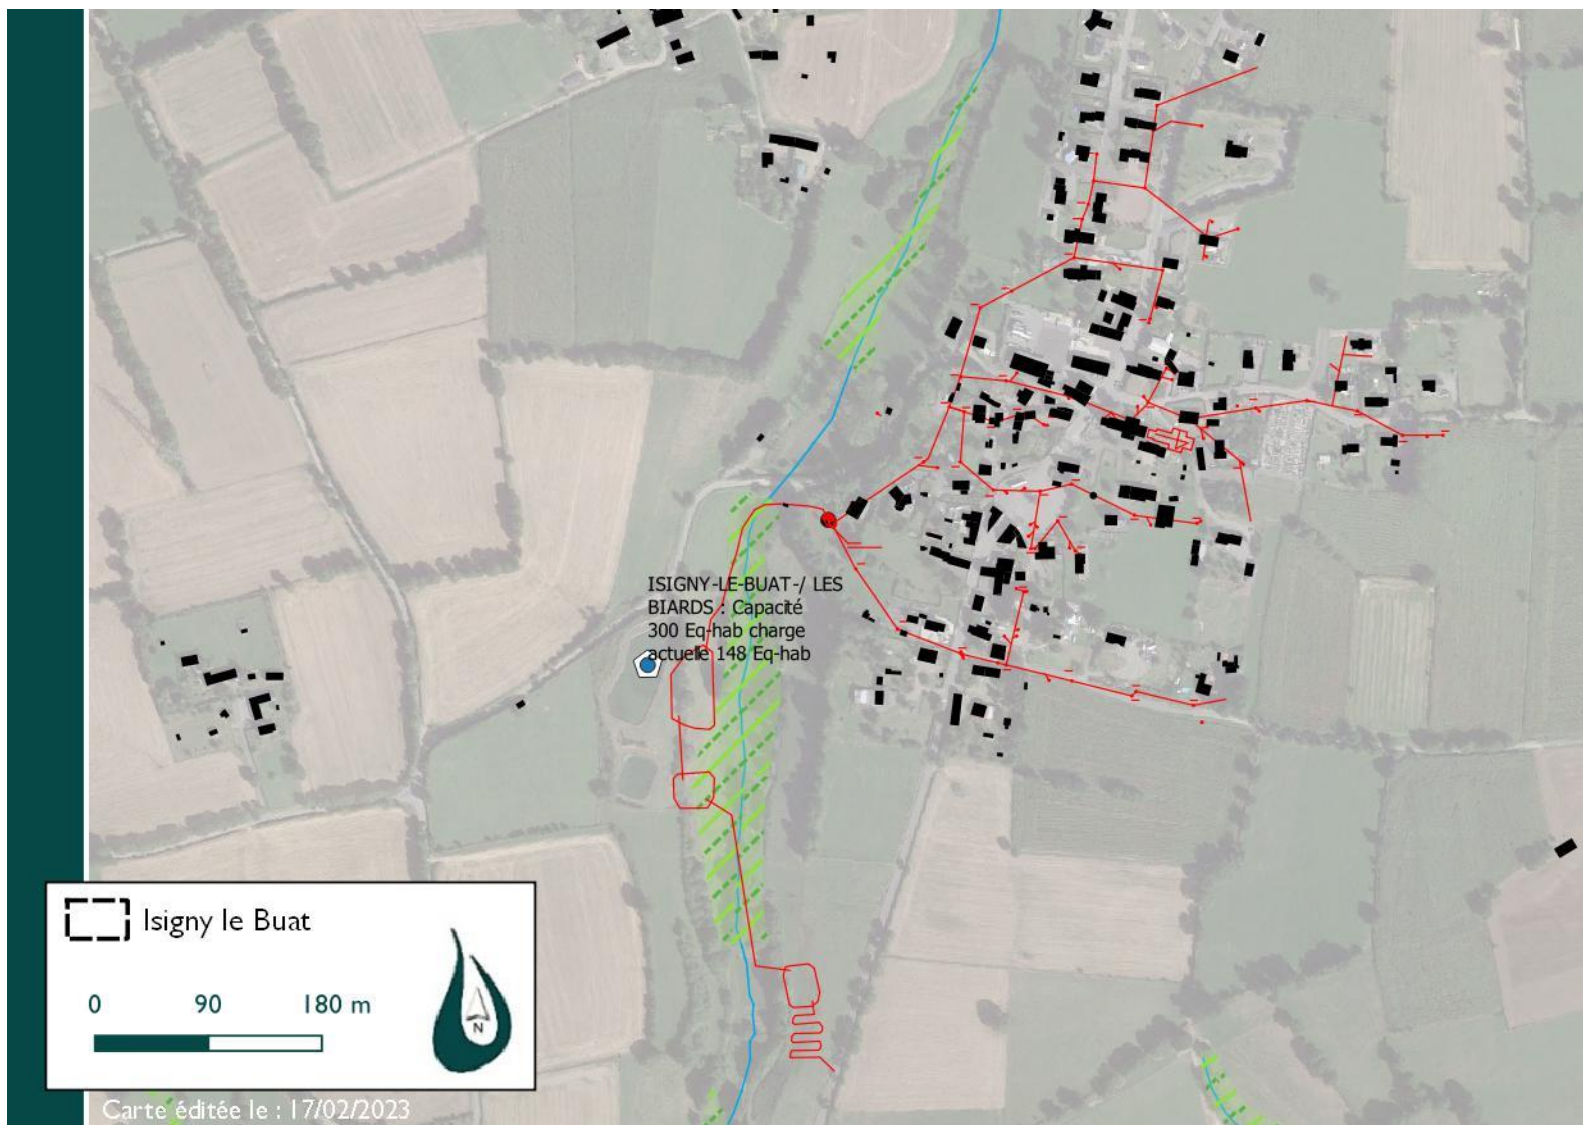 ISIGNY-LE-BUAT-/ LES
BIARDS : Capacité
300 Eq-hab charge
actuelle 148 Eq-hab
Isigny le Buat
0 90 180 m
N
Carte éditée le : 17/02/2023